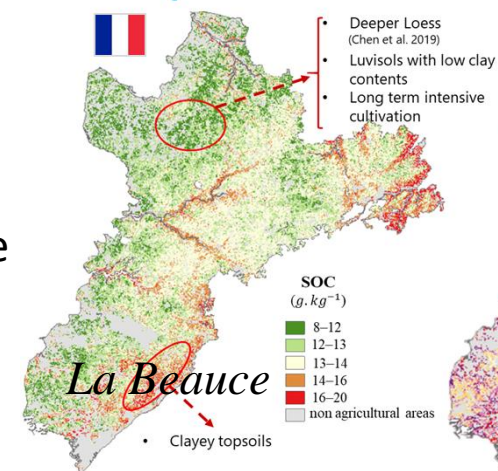 • Deeper Loess
(Chen et al. 2019)
• Luvisols with low clay
contents
• Long term intensive
cultivation
e
SOC
(g.kg⁻¹)
8–12
12–13
13–14
14–16
16–20
non agricultural areas
La Beauce
• Clayey topsoils